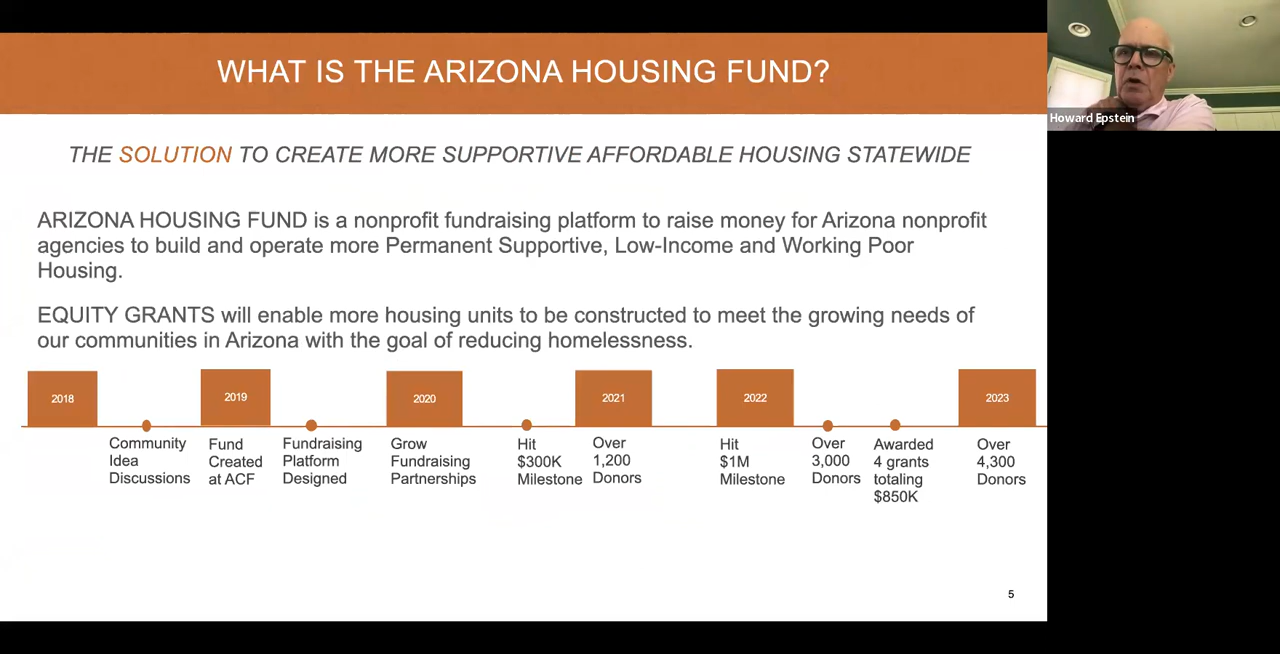 WHAT IS THE ARIZONA HOUSING FUND?
Howard Epstein
THE SOLUTION TO CREATE MORE SUPPORTIVE AFFORDABLE HOUSING STATEWIDE
ARIZONA HOUSING FUND is a nonprofit fundraising platform to raise money for Arizona nonprofit
agencies to build and operate more Permanent Supportive, Low-Income and Working Poor
Housing.
EQUITY GRANTS will enable more housing units to be constructed to meet the growing needs of
our communities in Arizona with the goal of reducing homelessness.
2018
Community
Idea
Discussions
2019
Fund
Created
at ACF
Fundraising
Platform
Designed
2020
Grow
Fundraising
Partnerships
Hit
$300K
Milestone
2021
Over
1,200
Donors
2022
Hit
$1M
Milestone
Over
3,000
Donors
Awarded
4 grants
totaling
$850K
2023
Over
4,300
Donors
5